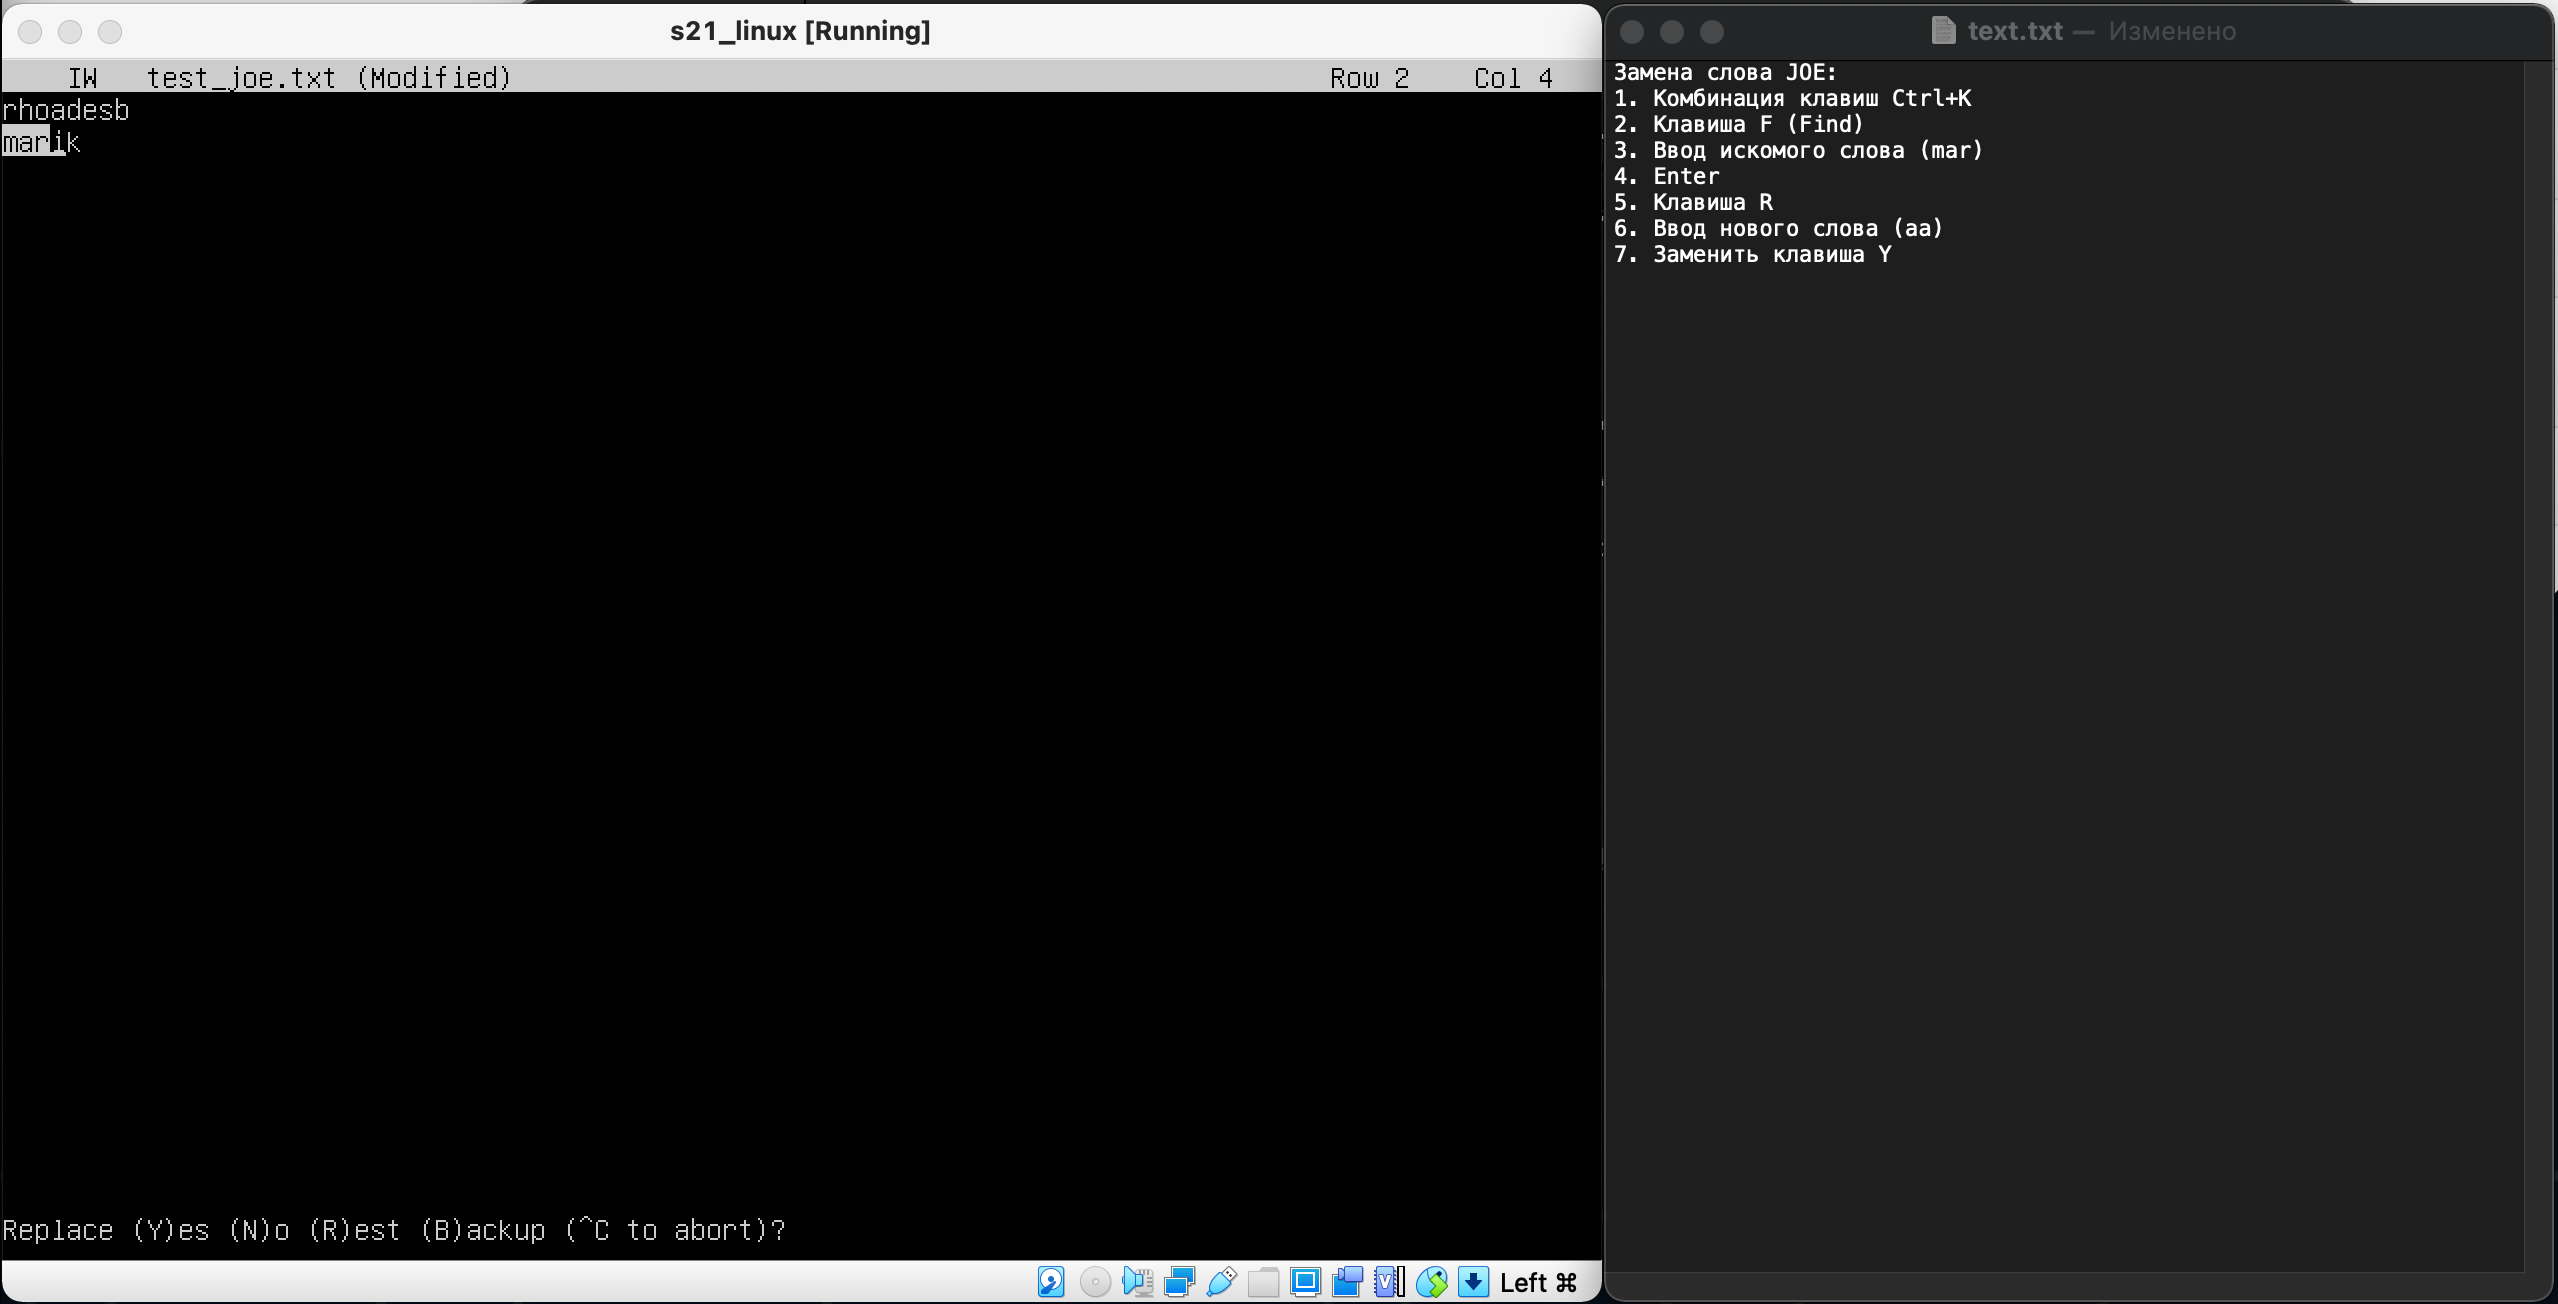 s21_linux [Running]
IW test_joe.txt (Modified) Row 2 Col 4
rhoadesb
marik
Replace (Y)es (N)o (R)est (B)ackup (^C to abort)?
Left ⌘
text.txt — Изменено
Замена слова JOE:
1. Комбинация клавиш Ctrl+K
2. Клавиша F (Find)
3. Ввод искомого слова (mar)
4. Enter
5. Клавиша R
6. Ввод нового слова (aa)
7. Заменить клавиша Y